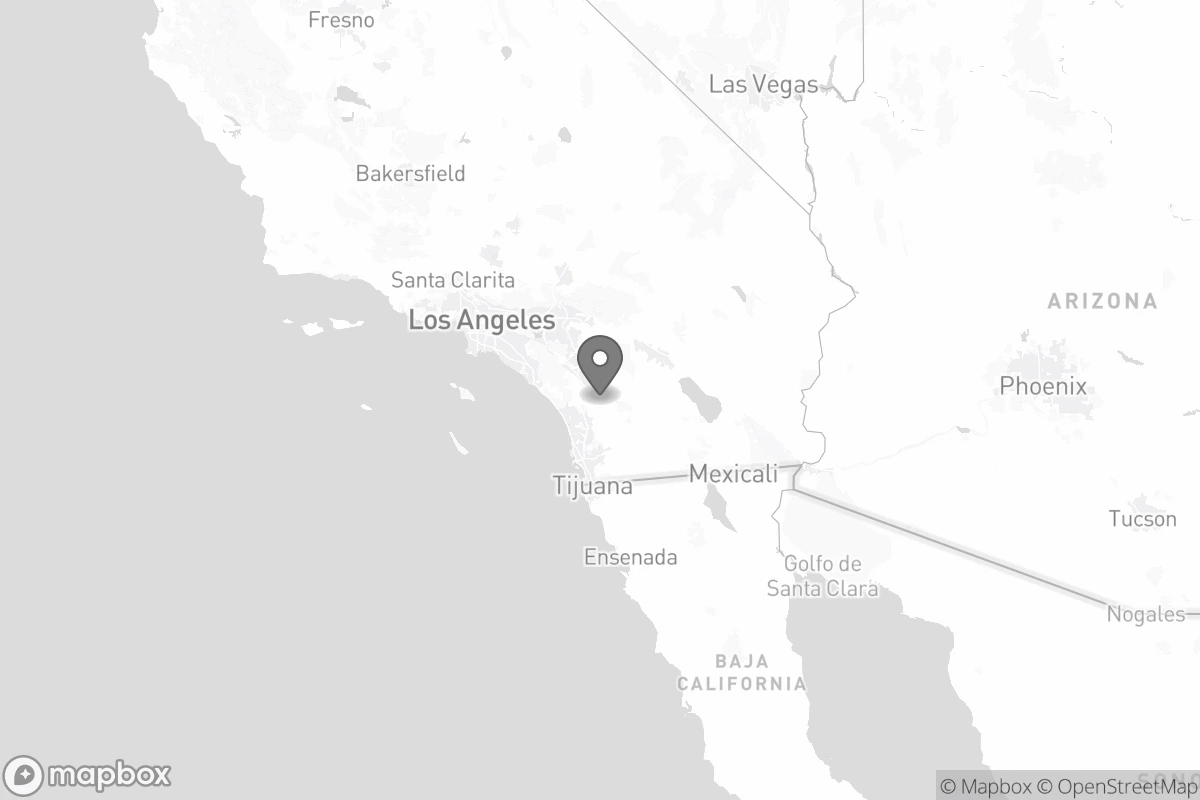 Fresno
Las Vegas
Bakersfield
Santa Clarita
ARIZONA
Los Angeles
Phoenix
Mexicali
Tijuana
Tucson
Ensenada
Golfo de
Santa Clara
Nogales
BAJA
CALIFORNIA
mapbox
© Mapbox © OpenStreetMap